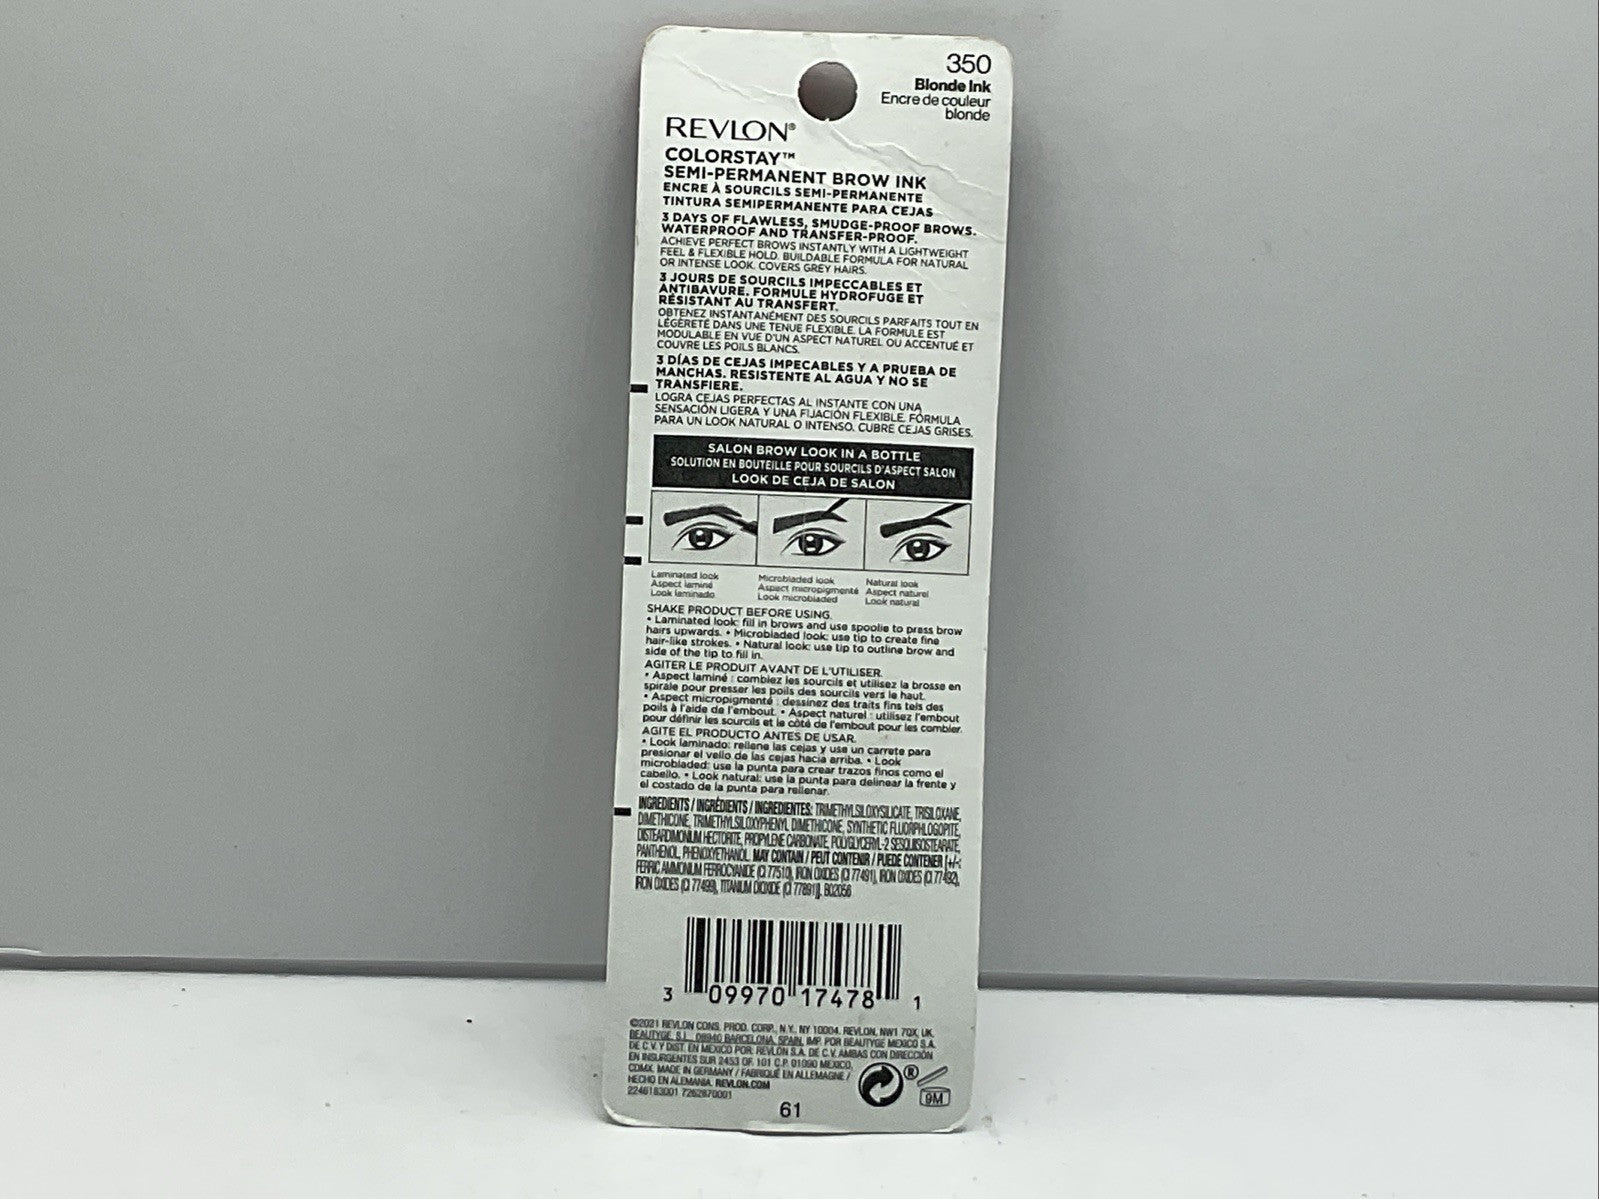 350
Blonde Ink
Encre de couleur
blonde
REVLON®
COLORSTAY™
SEMI-PERMANENT BROW INK
ENCRE À SOURCILS SEMI-PERMANENTE
TINTURA SEMIPERMANENTE PARA CEJAS
3 DAYS OF FLAWLESS, SMUDGE-PROOF BROWS.
WATERPROOF AND TRANSFER-PROOF.
ACHIEVE PERFECT BROWS INSTANTLY WITH A LIGHTWEIGHT
FEEL & FLEXIBLE HOLD. BUILDABLE FORMULA FOR NATURAL
OR INTENSE LOOK. COVERS GREY HAIRS.
3 JOURS DE SOURCILS IMPECCABLES ET
ANTIBAVURE. FORMULE HYDROFUGE ET
RÉSISTANT AU TRANSFERT.
OBTENEZ INSTANTANÉMENT DES SOURCILS PARFAITS TOUT EN
LÉGÈRETÉ DANS UNE TENUE FLEXIBLE. LA FORMULE EST
MODULABLE EN VUE D'UN ASPECT NATUREL OU ACCENTUÉ ET
COUVRE LES POILS BLANCS.
3 DÍAS DE CEJAS IMPECABLES Y A PRUEBA DE
MANCHAS. RESISTENTE AL AGUA Y NO SE
TRANSFIERE.
LOGRA CEJAS PERFECTAS AL INSTANTE CON UNA
SENSACIÓN LIGERA Y UNA FIJACIÓN FLEXIBLE. FÓRMULA
PARA UN LOOK NATURAL O INTENSO. CUBRE CEJAS GRISES.
SALON BROW LOOK IN A BOTTLE
SOLUTION EN BOUTEILLE POUR SOURCILS D'ASPECT SALON
LOOK DE CEJA DE SALON
Laminated look
Aspect laminé
Look laminado
Microbladed look
Aspect micropigmenté
Look microbladed
Natural look
Aspect naturel
Look natural
SHAKE PRODUCT BEFORE USING.
• Laminated look: fill in brows and use spoolie to press brow
hairs upwards. • Microbladed look: use tip to create fine
hair-like strokes. • Natural look: use tip to outline brow and
side of the tip to fill in.
AGITER LE PRODUIT AVANT DE L'UTILISER.
• Aspect laminé : comblez les sourcils et utilisez la brosse en
spirale pour presser les poils des sourcils vers le haut.
• Aspect micropigmenté : dessinez des traits fins tels des
poils à l'aide de l'embout. • Aspect naturel : utilisez l'embout
pour définir les sourcils et le côté de l'embout pour les combler.
AGITE EL PRODUCTO ANTES DE USAR.
• Look laminado: rellene las cejas y use un carrete para
presionar el vello de las cejas hacia arriba. • Look
microbladed: use la punta para crear trazos finos como el
cabello. • Look natural: use la punta para delinear la frente y
el costado de la punta para rellenar.
INGREDIENTS / INGRÉDIENTS / INGREDIENTES: TRIMETHYLSILOXYSILICATE, TRISILOXANE,
DIMETHICONE, TRIMETHYLSILOXYPHENYL DIMETHICONE, SYNTHETIC FLUORPHLOGOPITE,
DISTEARDIMONIUM HECTORITE, PROPYLENE CARBONATE, POLYGLYCERYL-2 SESQUIISOSTEARATE,
PANTHENOL, PHENOXYETHANOL. MAY CONTAIN / PEUT CONTENIR / PUEDE CONTENER [+/-:
FERRIC AMMONIUM FERROCYANIDE (CI 77510), IRON OXIDES (CI 77491), IRON OXIDES (CI 77492),
IRON OXIDES (CI 77499), TITANIUM DIOXIDE (CI 77891)]. B02056
3 09970 17478 1
©2021 REVLON CONS. PROD. CORP., N.Y., NY 10004. REVLON, NW1 7QX, UK.
BEAUTYGE, S.L., 08940 BARCELONA, SPAIN, IMP. POR BEAUTYGE MEXICO S.A.
DE C.V. Y DIST. EN MEXICO POR: REVLON S.A. DE C.V. AMBAS CON DIRECCIÓN
EN INSURGENTES SUR 2453 OF. 101 C.P. 01090 MEXICO,
CDMX. MADE IN GERMANY / FABRIQUÉ EN ALLEMAGNE /
HECHO EN ALEMANIA. REVLON.COM
2246183001 7262870001
®
9M
61